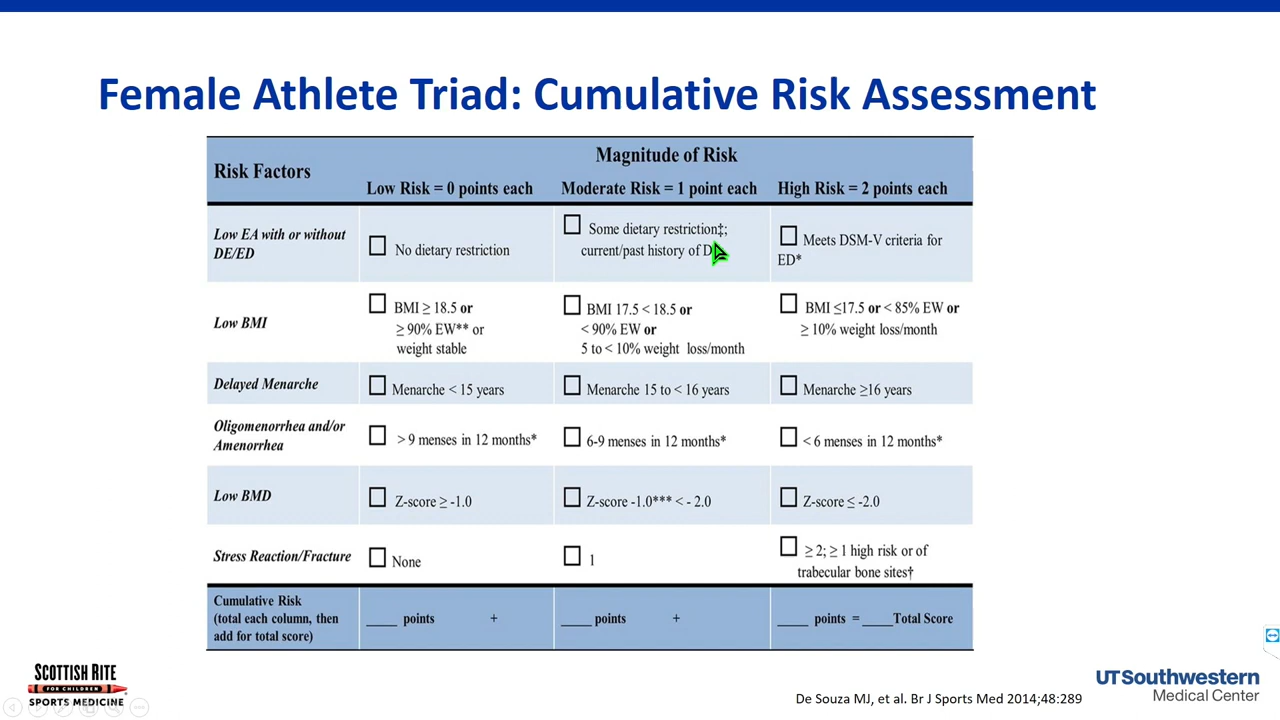 Female Athlete Triad: Cumulative Risk Assessment
Risk Factors
Magnitude of Risk
Low Risk = 0 points each
Moderate Risk = 1 point each
High Risk = 2 points each
Low EA with or without
DE/ED
No dietary restriction
Some dietary restriction‡;
current/past history of
Meets DSM-V criteria for
ED*
Low BMI
BMI ≥ 18.5 or
≥ 90% EW** or
weight stable
BMI 17.5 < 18.5 or
< 90% EW or
5 to < 10% weight loss/month
BMI ≤17.5 or < 85% EW or
≥ 10% weight loss/month
Delayed Menarche
Menarche < 15 years
Menarche 15 to < 16 years
Menarche ≥16 years
Oligomenorrhea and/or
Amenorrhea
> 9 menses in 12 months*
6-9 menses in 12 months*
< 6 menses in 12 months*
Low BMD
Z-score ≥ -1.0
Z-score -1.0*** < - 2.0
Z-score ≤ -2.0
Stress Reaction/Fracture
None
1
≥ 2; ≥ 1 high risk or of
trabecular bone sites†
Cumulative Risk
(total each column, then
add for total score)
____ points +
____ points +
____ points = ____Total Score
SCOTTISH RITE
FOR CHILDREN
SPORTS MEDICINE
De Souza MJ, et al. Br J Sports Med 2014;48:289
UTSouthwestern
Medical Center